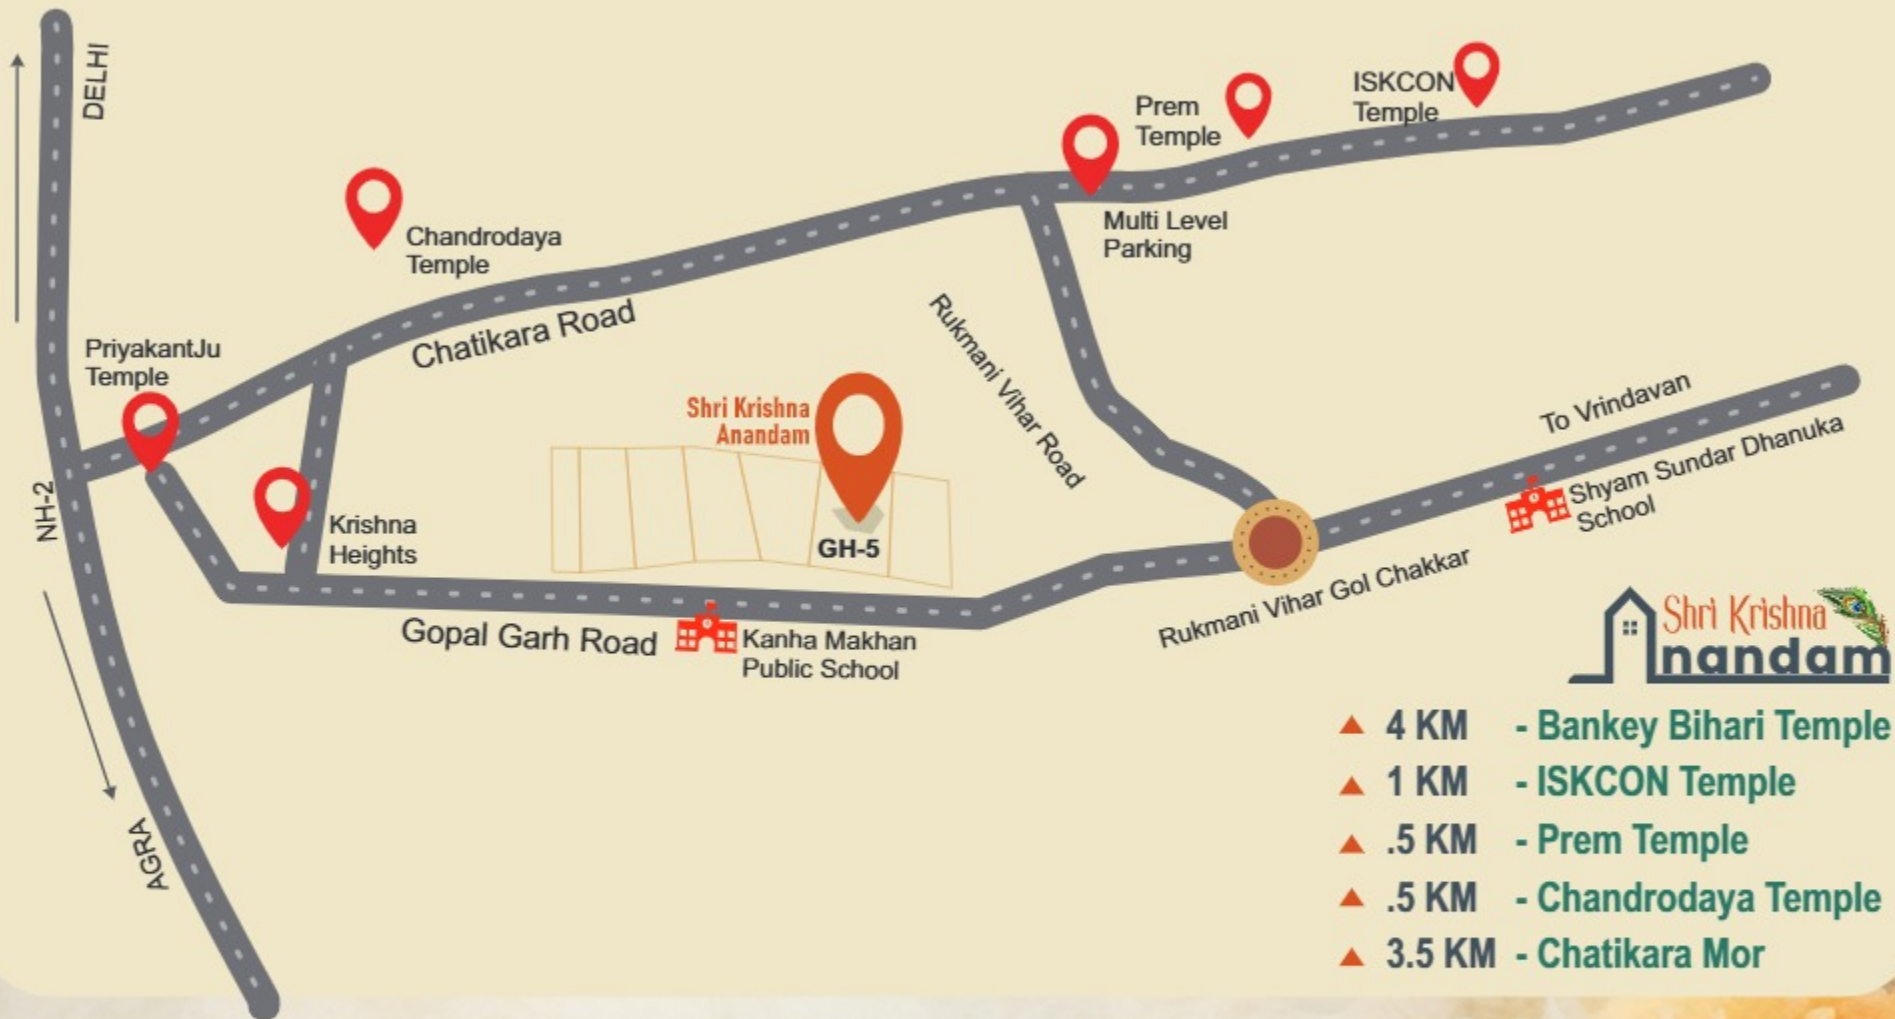 DELHI
ISKCON
Temple
Prem
Temple
Multi Level
Parking
Chandrodaya
Temple
Chatikara Road
PriyakantJu
Temple
Rukmani Vihar Road
Shri Krishna
Anandam
To Vrindavan
Shyam Sundar Dhanuka
School
NH-2
Krishna
Heights
GH-5
Rukmani Vihar Gol Chakkar
Gopal Garh Road
Kanha Makhan
Public School
AGRA
Shri Krishna
Anandam
4 KM - Bankey Bihari Temple
1 KM - ISKCON Temple
.5 KM - Prem Temple
.5 KM - Chandrodaya Temple
3.5 KM - Chatikara Mor